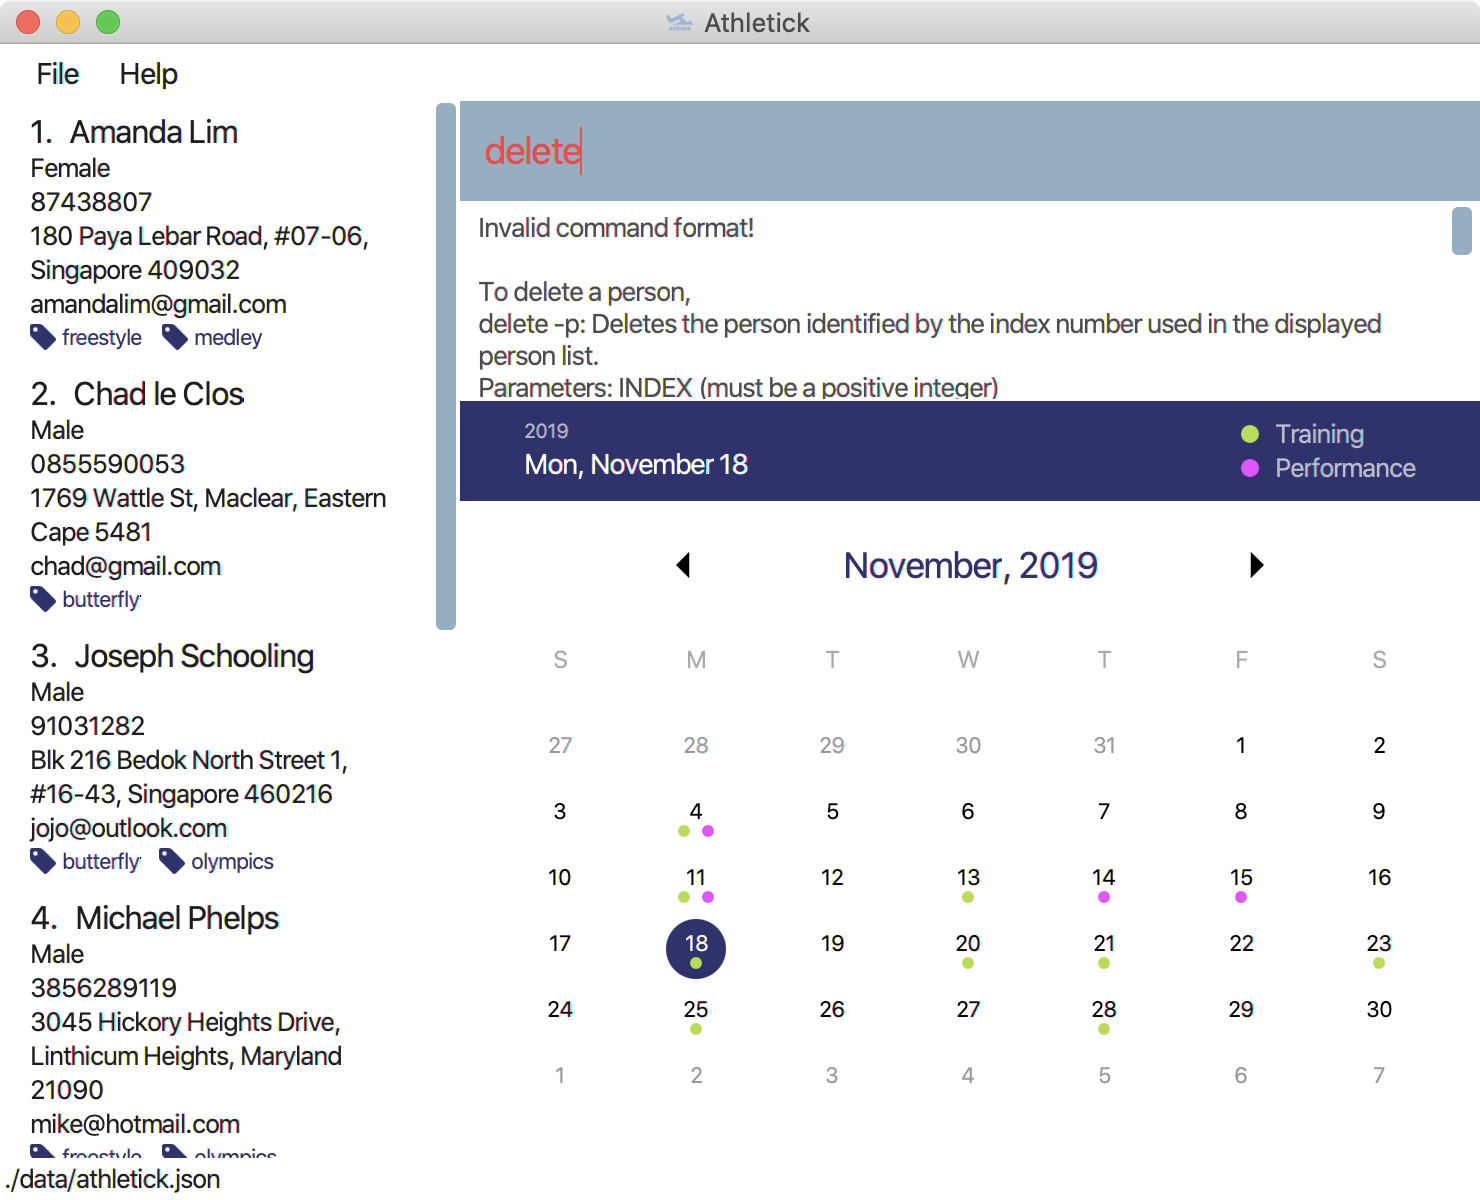 Athletick
File Help
1. Amanda Lim
Female
87438807
180 Paya Lebar Road, #07-06,
Singapore 409032
amandalim@gmail.com
freestyle medley
2. Chad le Clos
Male
0855590053
1769 Wattle St, Maclear, Eastern
Cape 5481
chad@gmail.com
butterfly
3. Joseph Schooling
Male
91031282
Blk 216 Bedok North Street 1,
#16-43, Singapore 460216
jojo@outlook.com
butterfly olympics
4. Michael Phelps
Male
3856289119
3045 Hickory Heights Drive,
Linthicum Heights, Maryland
21090
mike@hotmail.com
freestyle olympics
delete
Invalid command format!
To delete a person,
delete -p: Deletes the person identified by the index number used in the displayed
person list.
Parameters: INDEX (must be a positive integer)
2019
Mon, November 18
Training
Performance
November, 2019
S M T W T F S
27 28 29 30 31 1 2
3 4 5 6 7 8 9
10 11 12 13 14 15 16
17 18 19 20 21 22 23
24 25 26 27 28 29 30
1 2 3 4 5 6 7
./data/athletick.json